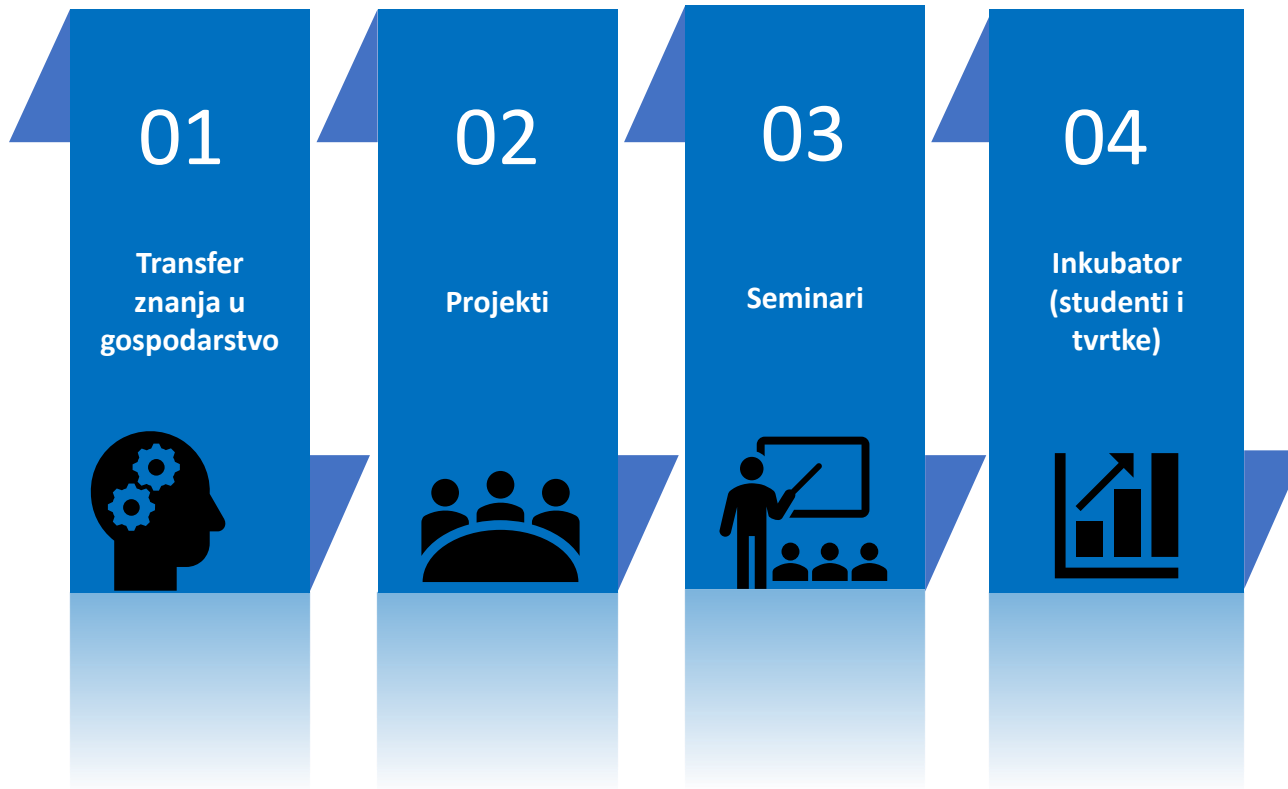 01
Transfer
znanja u
gospodarstvo
02
Projekti
03
Seminari
04
Inkubator
(studenti i
tvrtke)